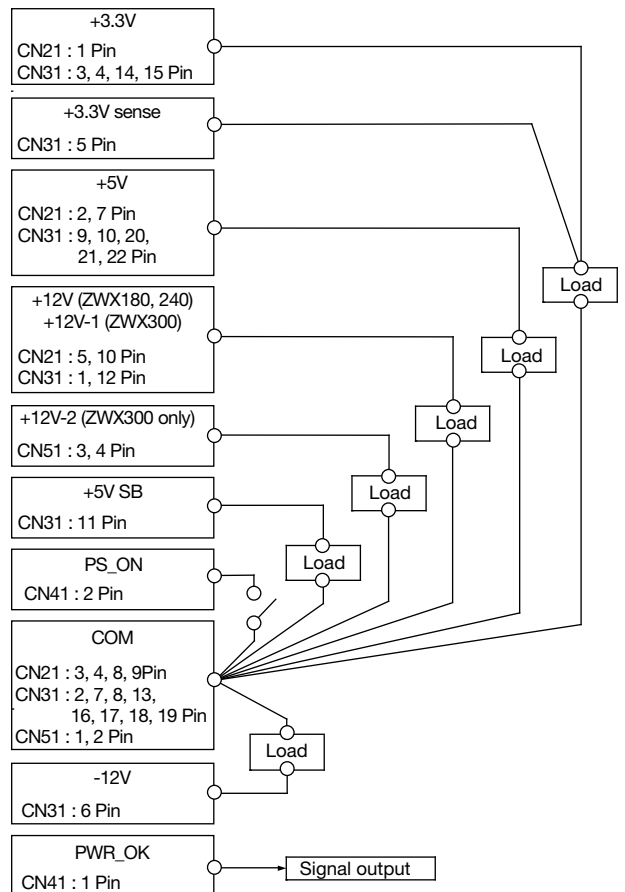 +3.3V
CN21 : 1 Pin
CN31 : 3, 4, 14, 15 Pin
+3.3V sense
CN31 : 5 Pin
+5V
CN21 : 2, 7 Pin
CN31 : 9, 10, 20,
21, 22 Pin
Load
+12V (ZWX180, 240)
+12V-1 (ZWX300)
CN21 : 5, 10 Pin
CN31 : 1, 12 Pin
Load
+12V-2 (ZWX300 only)
CN51 : 3, 4 Pin
Load
+5V SB
CN31 : 11 Pin
Load
PS_ON
CN41 : 2 Pin
Load
COM
CN21 : 3, 4, 8, 9Pin
CN31 : 2, 7, 8, 13,
16, 17, 18, 19 Pin
CN51 : 1, 2 Pin
Load
-12V
CN31 : 6 Pin
PWR_OK
CN41 : 1 Pin
Signal output